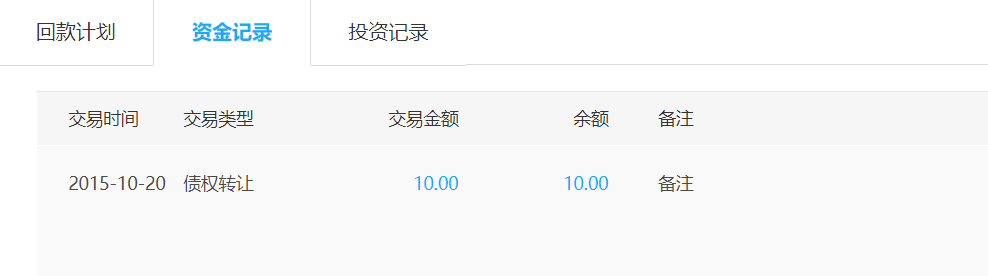 回款计划 资金记录 投资记录
交易时间 交易类型 交易金额 余额 备注
2015-10-20 债权转让 10.00 10.00 备注